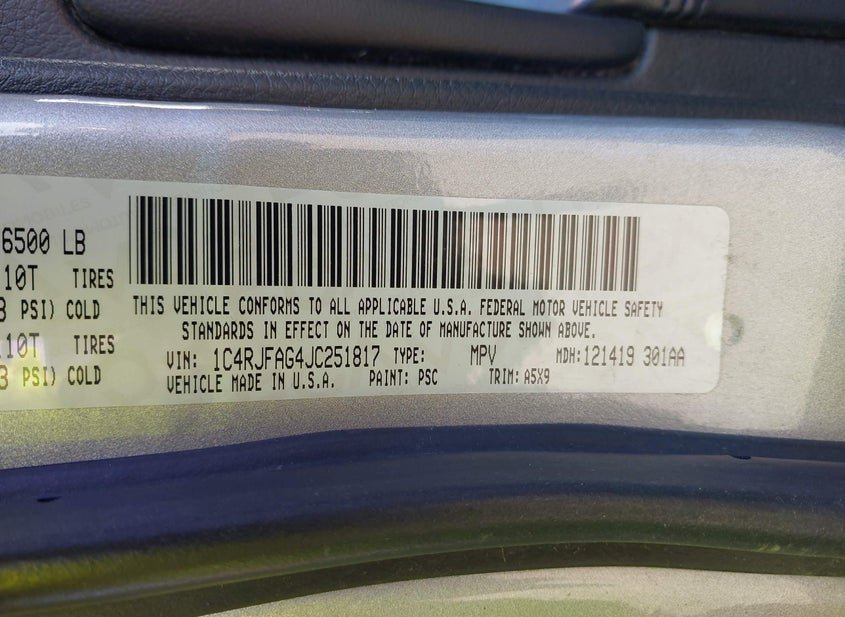 6500 LB
10T TIRES
PSI) COLD
10T TIRES
PSI) COLD
THIS VEHICLE CONFORMS TO ALL APPLICABLE U.S.A. FEDERAL MOTOR VEHICLE SAFETY
STANDARDS IN EFFECT ON THE DATE OF MANUFACTURE SHOWN ABOVE.
VIN: 1C4RJFAG4JC251817 TYPE: MPV MDH:121419 301AA
VEHICLE MADE IN U.S.A. PAINT: PSC TRIM: A5X9